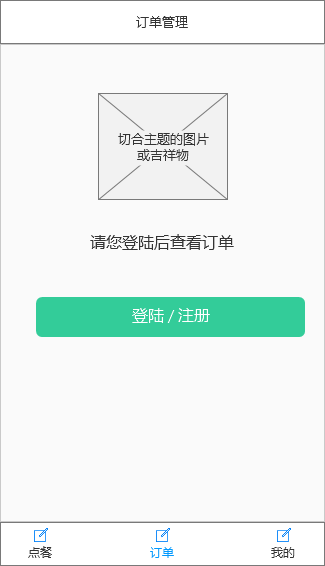 订单管理
切合主题的图片
或吉祥物
请您登陆后查看订单
登陆 / 注册
点餐
订单
我的